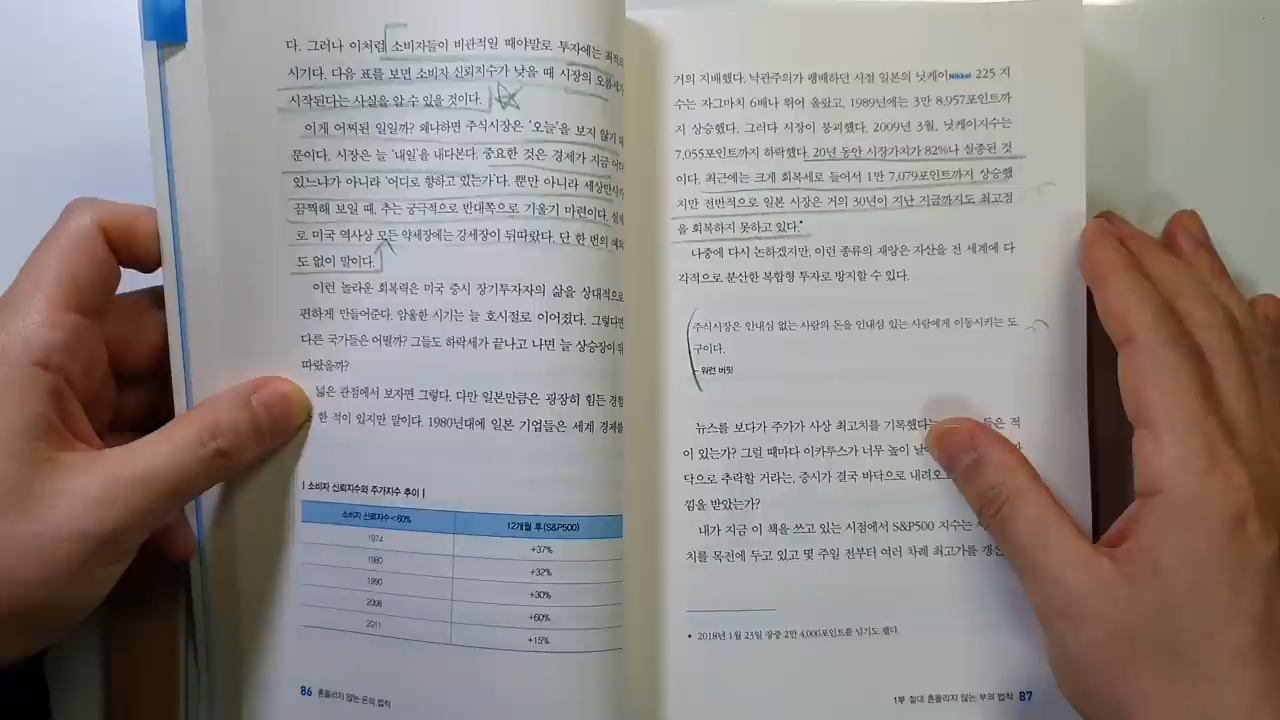 다. 그러나 이처럼 소비자들이 비관적일 때야말로 투자에는 최적의
시기다. 다음 표를 보면 소비자 신뢰지수가 낮을 때 시장의 오름세가
시작된다는 사실을 알 수 있을 것이다.
이게 어찌된 일일까? 왜냐하면 주식시장은 '오늘'을 보지 않기 때
문이다. 시장은 늘 '내일'을 내다본다. 중요한 것은 경제가 지금 어디
있느냐가 아니라 '어디로 향하고 있는가'다. 뿐만 아니라 세상만사가
끔찍해 보일 때, 추는 궁극적으로 반대쪽으로 기울기 마련이다. 실제
로 미국 역사상 모든 약세장에는 강세장이 뒤따랐다. 단 한 번의 예외
도 없이 말이다.
이런 놀라운 회복력은 미국 증시 장기투자자의 삶을 상대적으로
편하게 만들어준다. 암울한 시기는 늘 호시절로 이어졌다. 그렇다면
다른 국가들은 어떨까? 그들도 하락세가 끝나고 나면 늘 상승장이 뒤
따랐을까?
넓은 관점에서 보자면 그렇다. 다만 일본만큼은 굉장히 힘든 경험
한 적이 있지만 말이다. 1980년대에 일본 기업들은 세계 경제를
| 소비자 신뢰지수와 주가지수 추이 |
소비자 신뢰지수<60% 12개월 후(S&P500)
1974 +37%
1980 +32%
1990 +30%
2008 +60%
2011 +15%
86 흔들리지 않는 돈의 법칙
거의 지배했다. 낙관주의가 팽배하던 시절 일본의 닛케이Nikkei 225 지
수는 자그마치 6배나 뛰어 올랐고, 1989년에는 3만 8,957포인트까
지 상승했다. 그러다 시장이 붕괴했다. 2009년 3월, 닛케이지수는
7,055포인트까지 하락했다. 20년 동안 시장가치가 82%나 실종된 것
이다. 최근에는 크게 회복세로 들어서 1만 7,079포인트까지 상승했
지만 전반적으로 일본 시장은 거의 30년이 지난 지금까지도 최고점
을 회복하지 못하고 있다.*
나중에 다시 논하겠지만, 이런 종류의 재앙은 자산을 전 세계에 다
각적으로 분산한 복합형 투자로 방지할 수 있다.
주식시장은 인내심 없는 사람의 돈을 인내심 있는 사람에게 이동시키는 도
구이다.
- 워런 버핏
뉴스를 보다가 주가가 사상 최고치를 기록했다는 들은 적
이 있는가? 그럴 때마다 이카루스가 너무 높이
닥으로 추락할 거라는, 증시가 결국 바닥으로
낌을 받았는가?
내가 지금 이 책을 쓰고 있는 시점에서 S&P500 지수는
치를 목전에 두고 있고 몇 주일 전부터 여러 차례 최고가를
• 2018년 1월 23일 장중 2만 4,000포인트를 넘기도 했다.
1부 절대 흔들리지 않는 부의 법칙 87